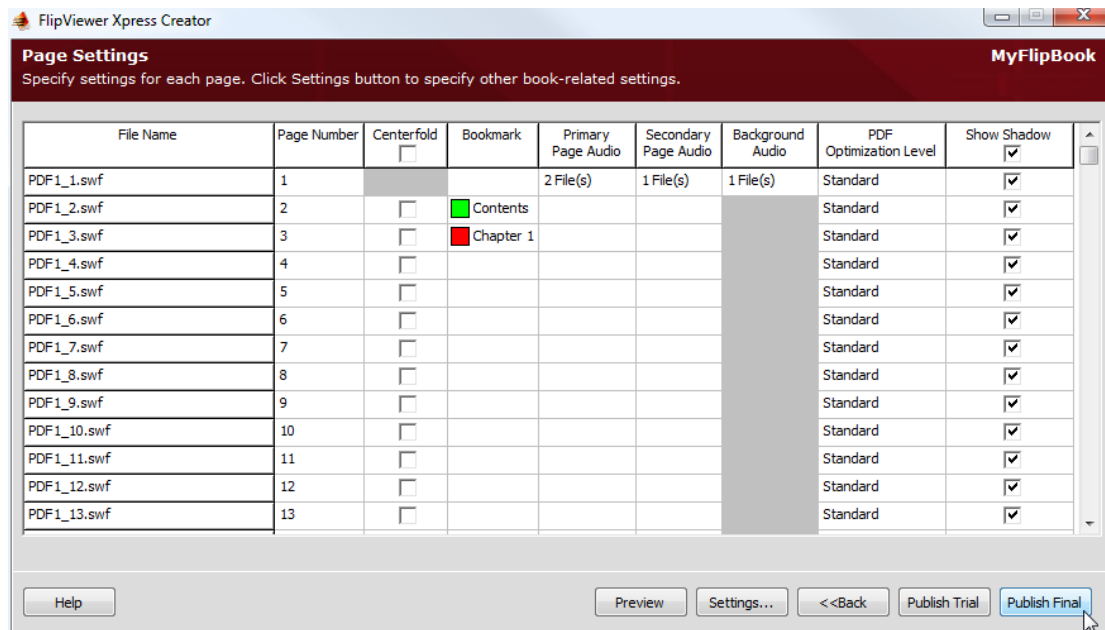 FlipViewer Xpress Creator
Page Settings MyFlipBook
Specify settings for each page. Click Settings button to specify other book-related settings.
File Name Page Number Centerfold Bookmark Primary Page Audio Secondary Page Audio Background Audio PDF Optimization Level Show Shadow
PDF1_1.swf 1 2 File(s) 1 File(s) 1 File(s) Standard
PDF1_2.swf 2 Contents Standard
PDF1_3.swf 3 Chapter 1 Standard
PDF1_4.swf 4 Standard
PDF1_5.swf 5 Standard
PDF1_6.swf 6 Standard
PDF1_7.swf 7 Standard
PDF1_8.swf 8 Standard
PDF1_9.swf 9 Standard
PDF1_10.swf 10 Standard
PDF1_11.swf 11 Standard
PDF1_12.swf 12 Standard
PDF1_13.swf 13 Standard
Help Preview Settings... <<Back Publish Trial Publish Final